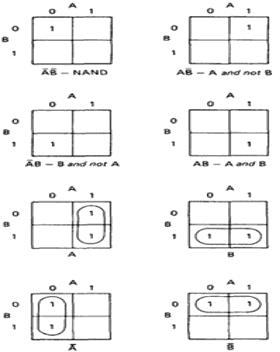 A A
0 1 0 1
0 1 0 1
B B
1 1
A̅B̅ – NAND AB̅ – A and not B
A A
0 1 0 1
0 0
B B
1 1 1 1
A̅B – B and not A AB – A and B
A A
0 1 0 1
0 1 0
B B
1 1 1 1 1
A B
A A
0 1 0 1
0 1 0 1 1
B B
1 1 1
A̅ B̅